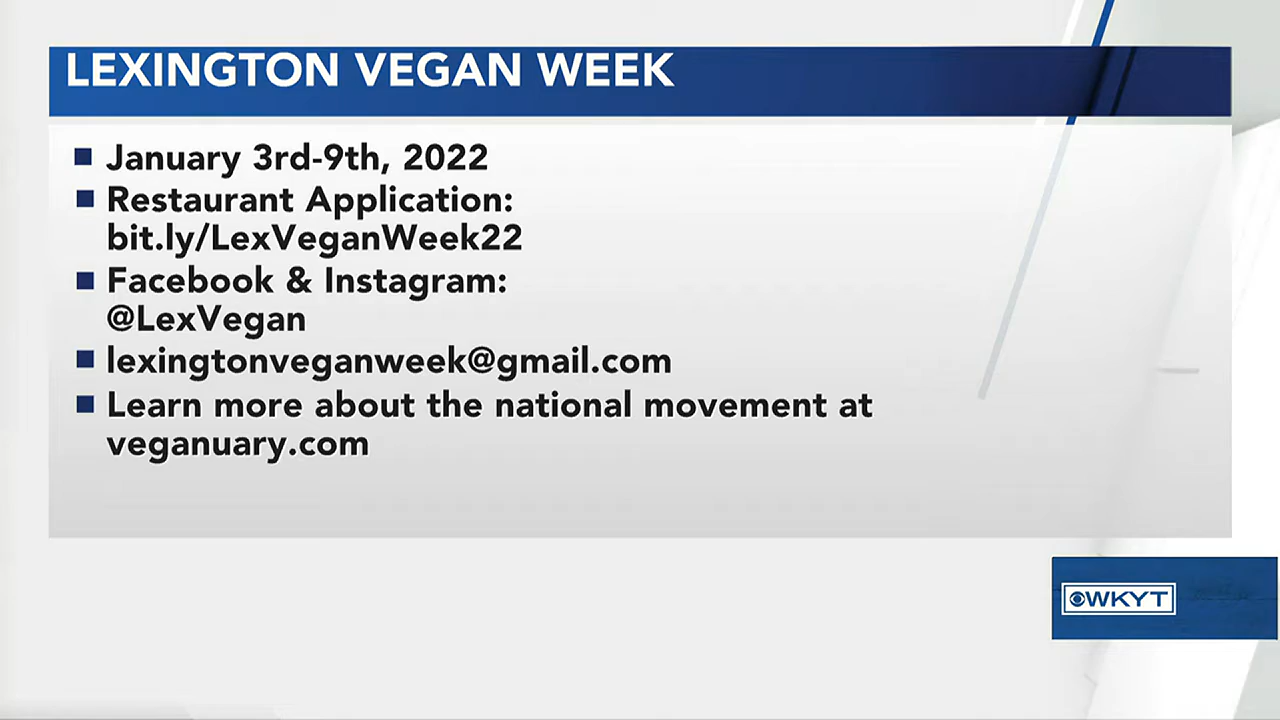 LEXINGTON VEGAN WEEK
January 3rd-9th, 2022
Restaurant Application:
bit.ly/LexVeganWeek22
Facebook & Instagram:
@LexVegan
lexingtonveganweek@gmail.com
Learn more about the national movement at
veganuary.com
WKYT